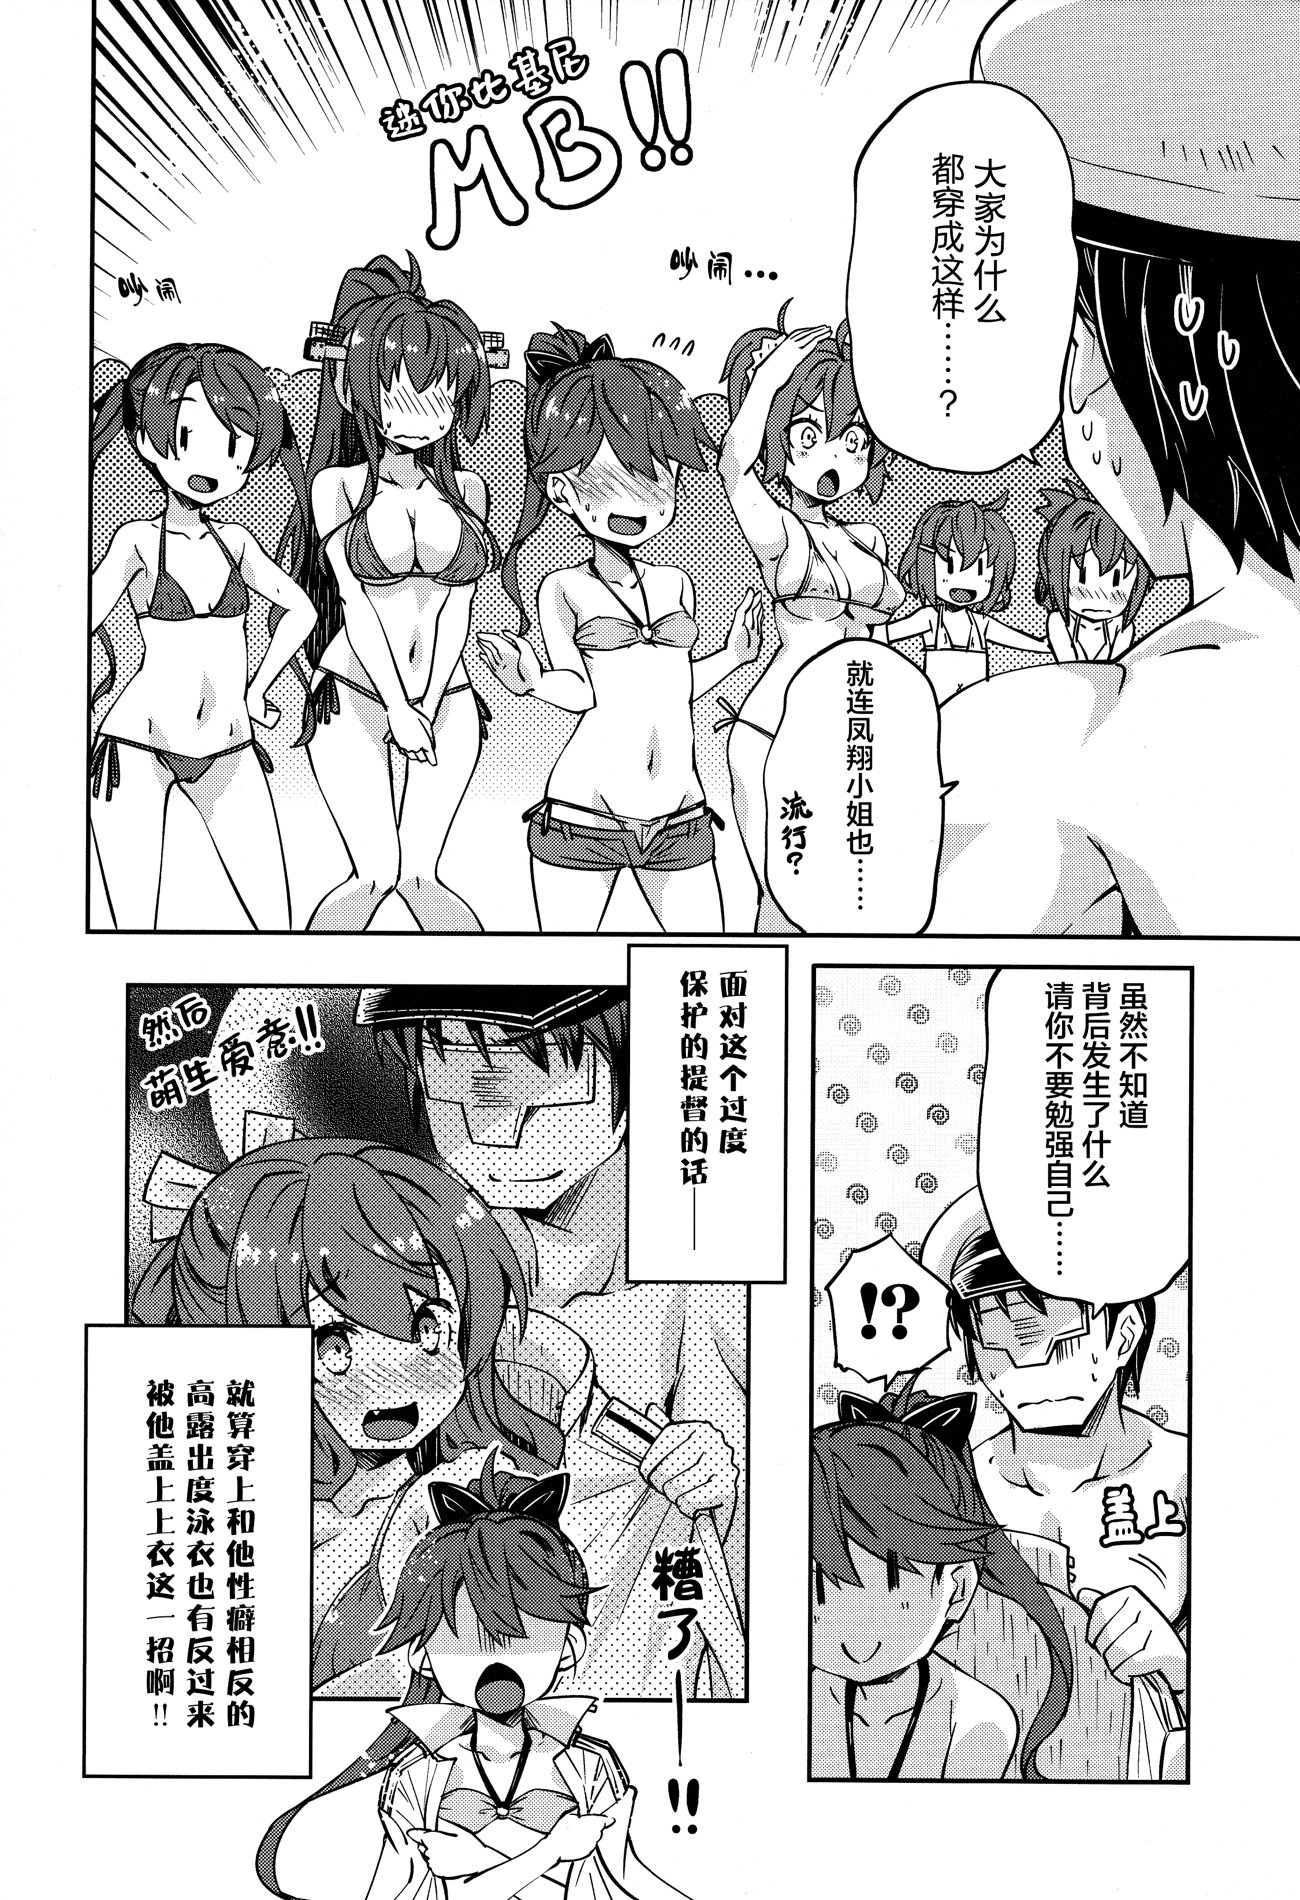 迷你比基尼
MB!!
大家为什么
都穿成这样……？
吵闹…
吵闹
就连凤翔小姐也……
流行？
虽然不知道
背后发生了什么
请你不要勉强自己……
!?
盖上
面对这个过度
保护的提督的话——
然后
萌生爱意!!
糟了——!!
就算穿上和他性癖相反的
高露出度泳衣也有反过来
被他盖上上衣这一招啊!!